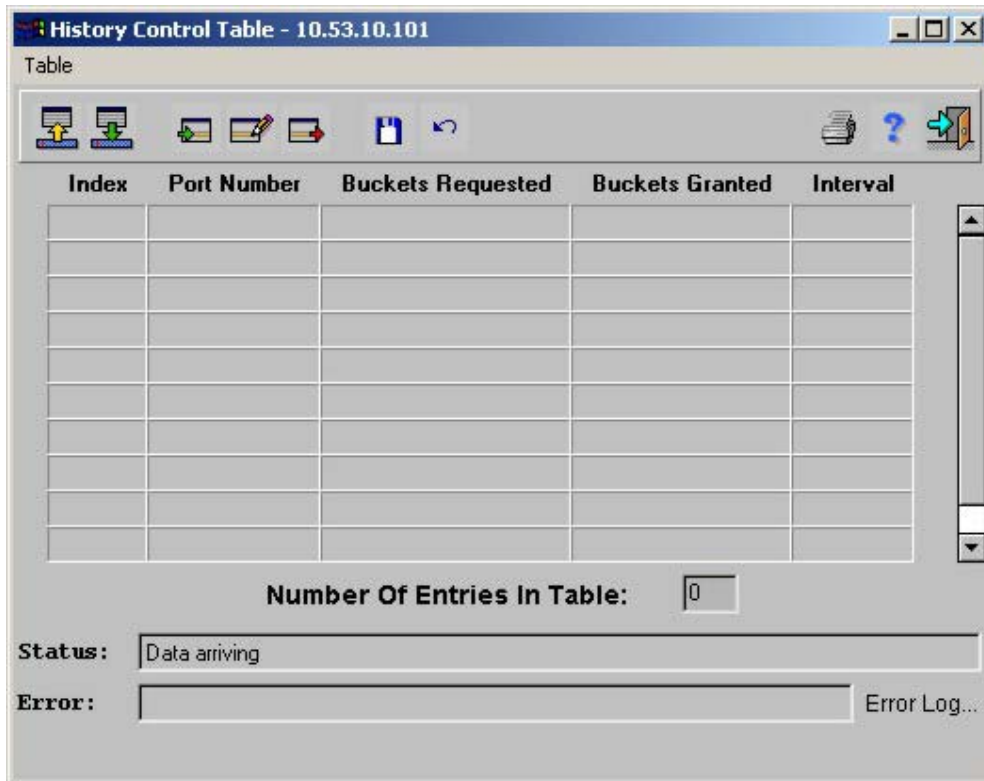 History Control Table - 10.53.10.101
Table
Index Port Number Buckets Requested Buckets Granted Interval
Number Of Entries In Table: 0
Status: Data arriving
Error: Error Log...